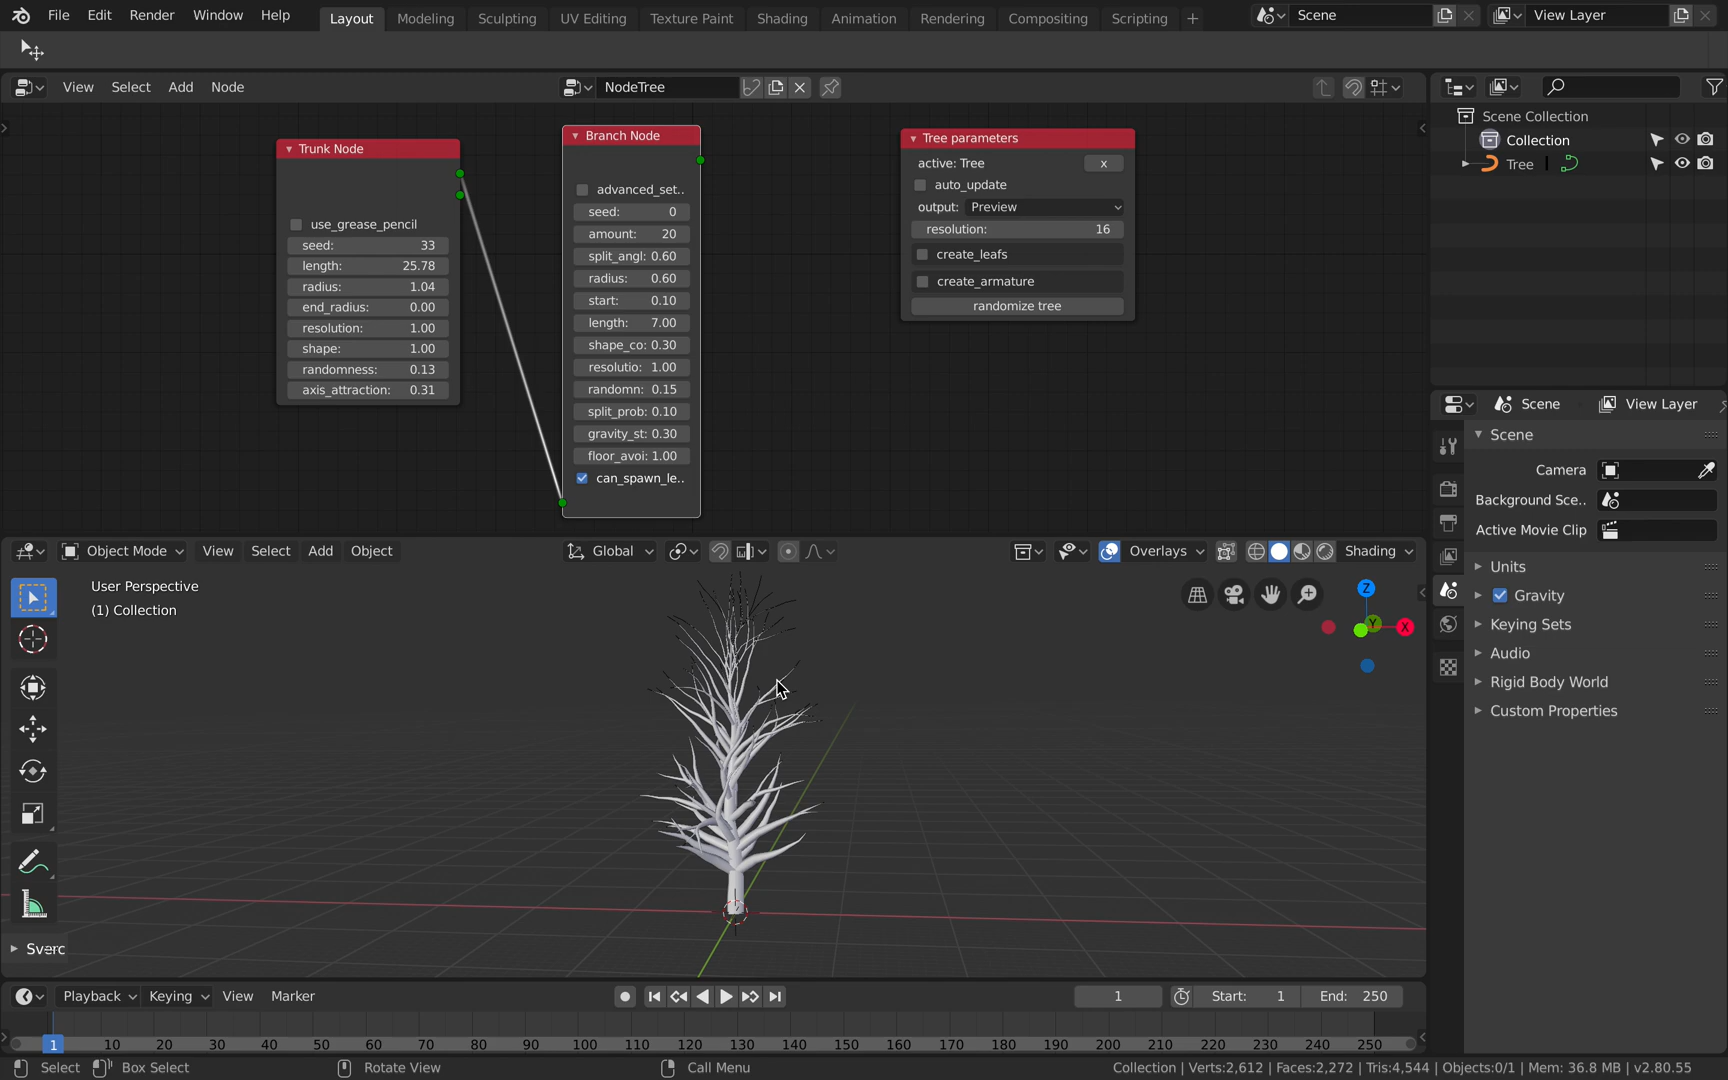 File Edit Render Window Help Layout Modeling Sculpting UV Editing Texture Paint Shading Animation Rendering Compositing Scripting + Scene View Layer
View Select Add Node NodeTree
Trunk Node
use_grease_pencil
seed: 33
length: 25.78
radius: 1.04
end_radius: 0.00
resolution: 1.00
shape: 1.00
randomness: 0.13
axis_attraction: 0.31
Branch Node
advanced_set..
seed: 0
amount: 20
split_angl: 0.60
radius: 0.60
start: 0.10
length: 7.00
shape_co: 0.30
resolutio: 1.00
randomn: 0.15
split_prob: 0.10
gravity_st: 0.30
floor_avoi: 1.00
can_spawn_le..
Tree parameters
active: Tree x
auto_update
output: Preview
resolution: 16
create_leafs
create_armature
randomize tree
Scene Collection
Collection
Tree
Scene View Layer
Scene
Camera
Background Sce..
Active Movie Clip
Units
Gravity
Keying Sets
Audio
Rigid Body World
Custom Properties
Object Mode View Select Add Object Global Overlays Shading
User Perspective
(1) Collection
Z
Y
X
Sverc
Playback Keying View Marker 1 Start: 1 End: 250
1 10 20 30 40 50 60 70 80 90 100 110 120 130 140 150 160 170 180 190 200 210 220 230 240 250
Select Box Select Rotate View Call Menu Collection | Verts:2,612 | Faces:2,272 | Tris:4,544 | Objects:0/1 | Mem: 36.8 MB | v2.80.55